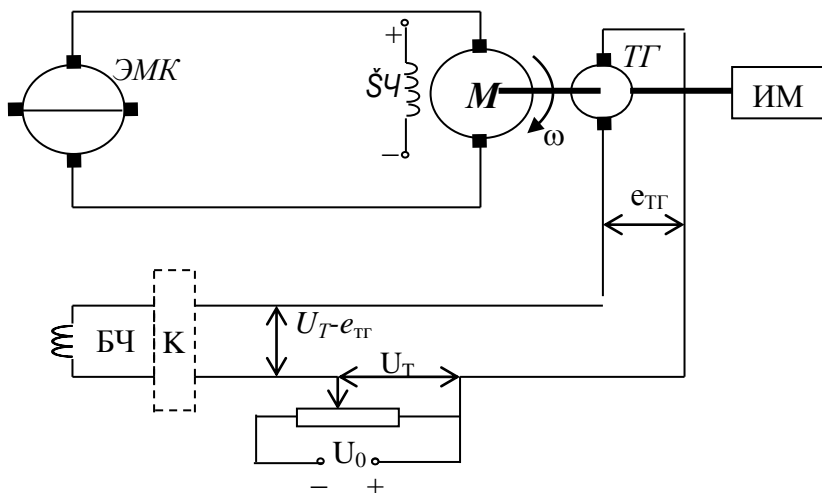 ЭМК
+
ŠЧ
–
М
ω
ТГ
ИМ
eТГ
БЧ
К
UТ-eтг
UТ
U0
– +